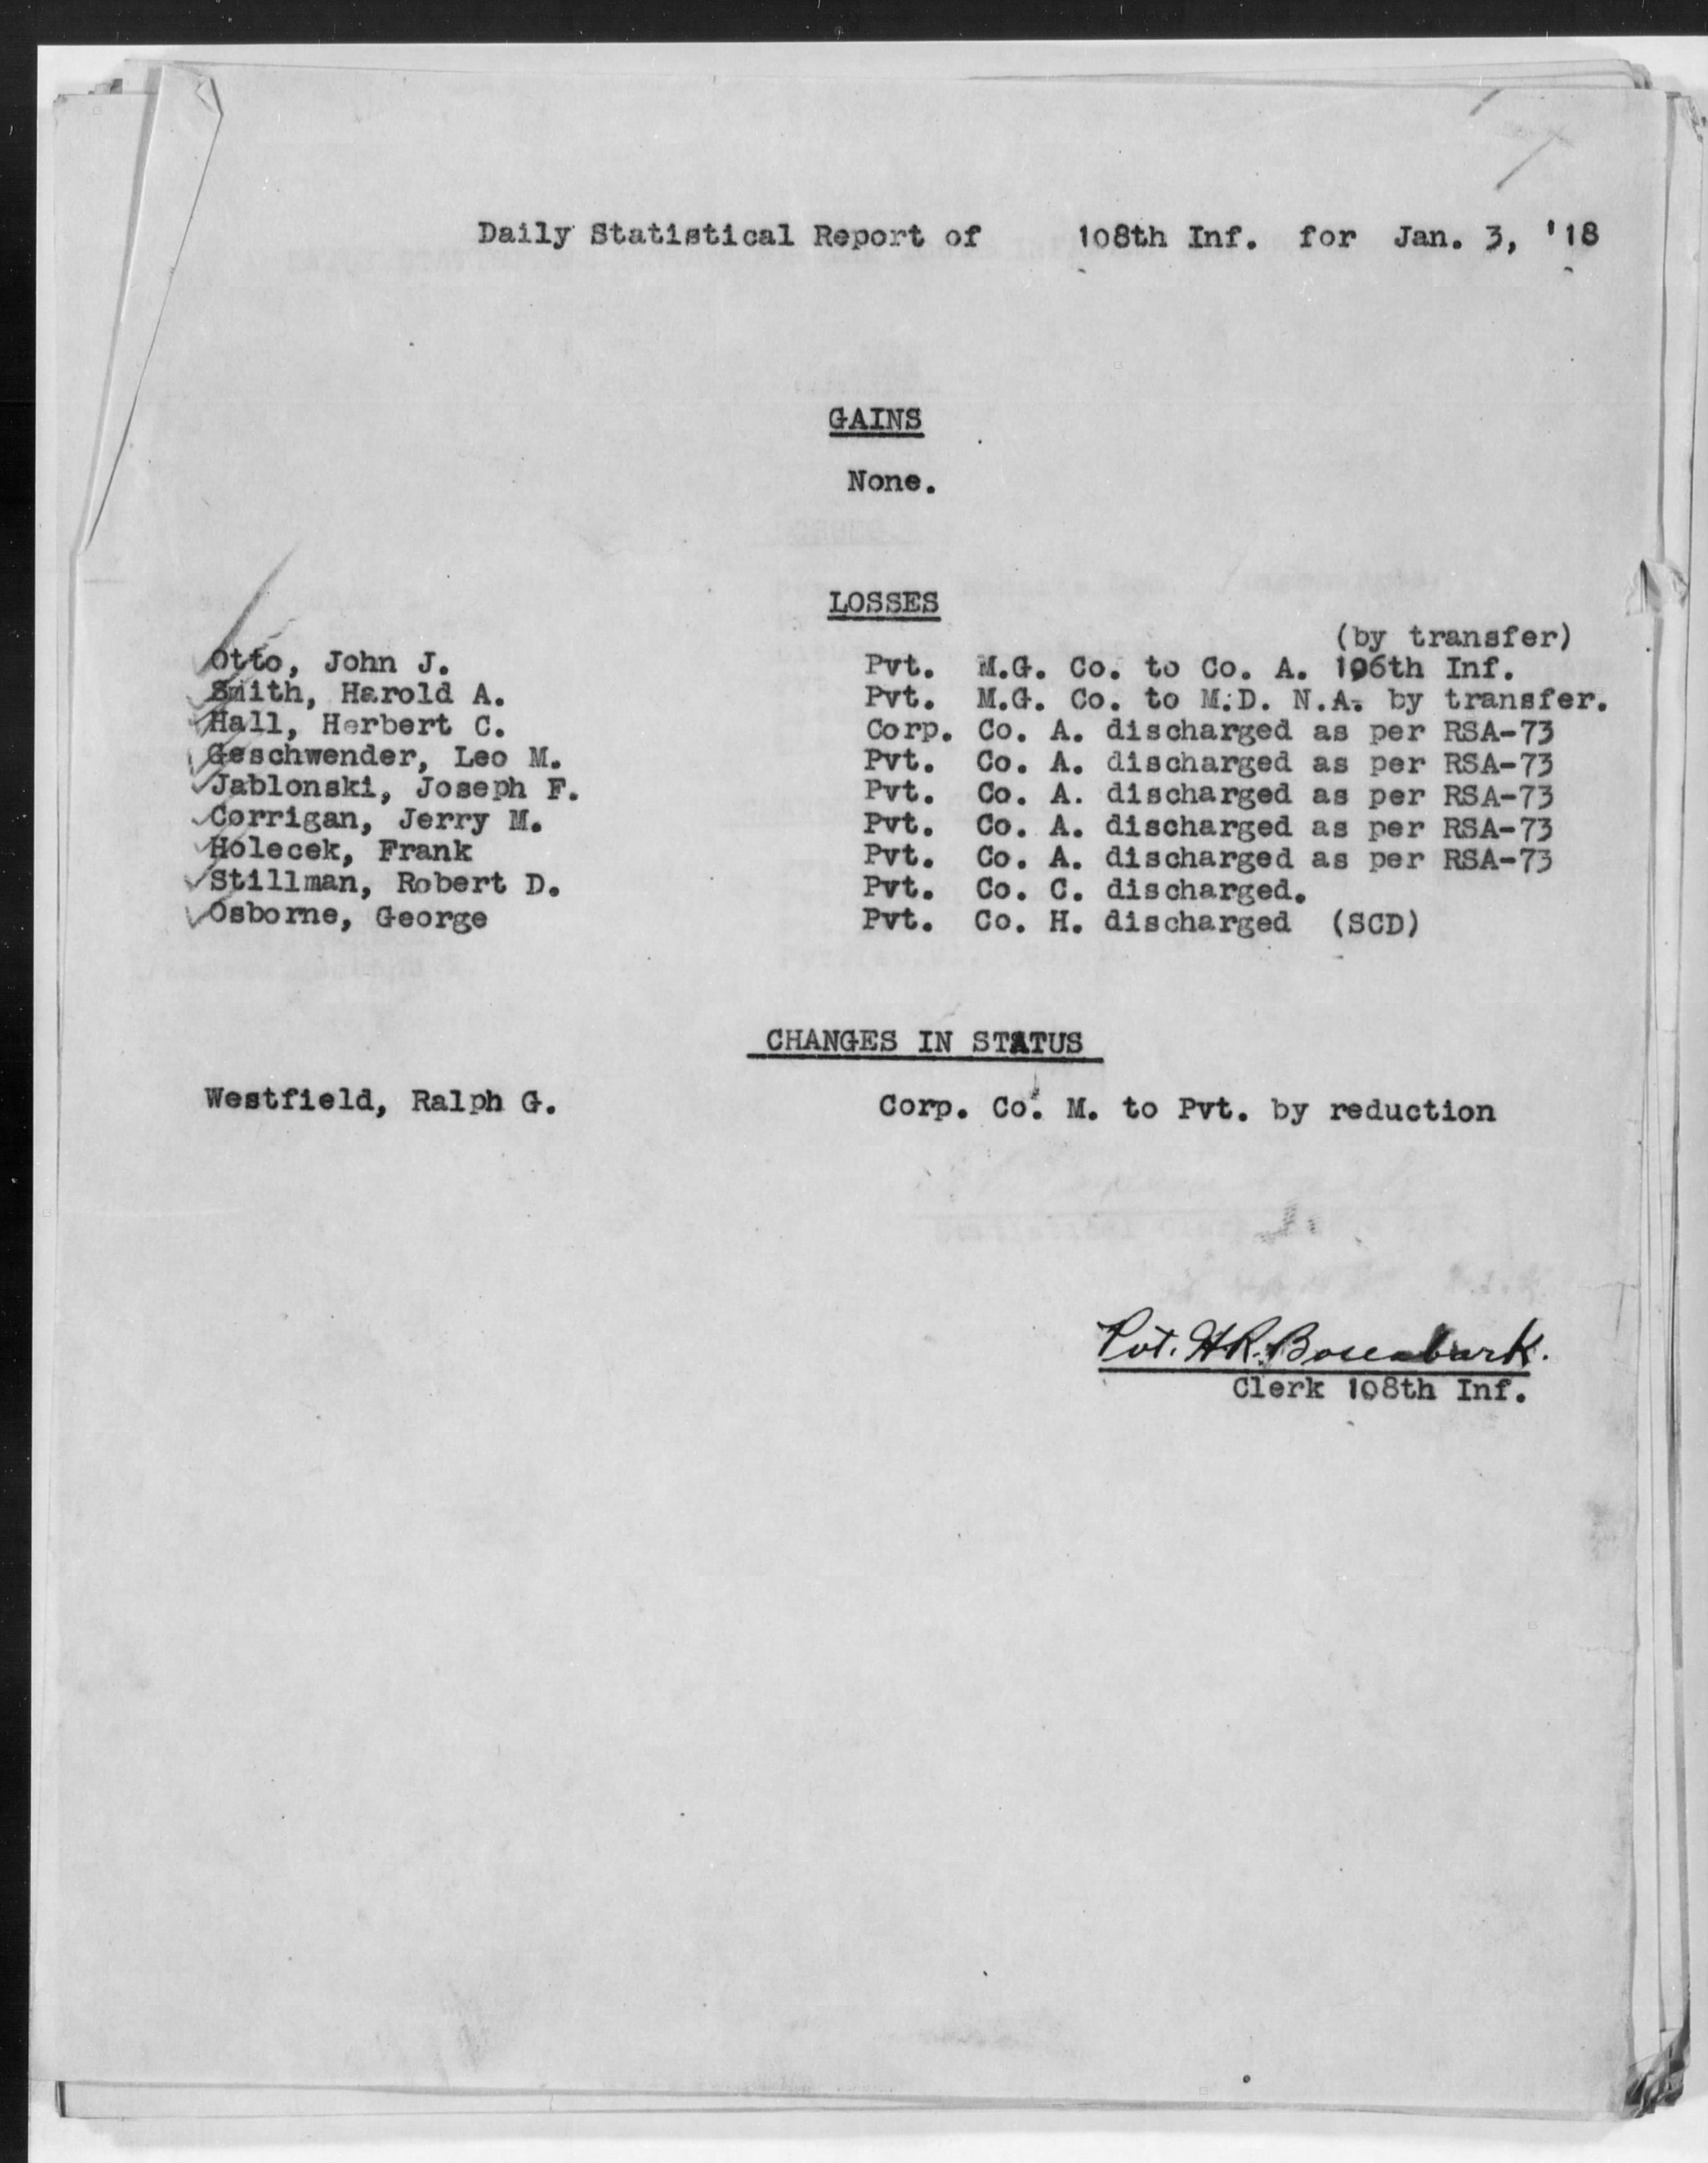 Daily Statistical Report of 108th Inf. for Jan. 3, '18
GAINS
None.
LOSSES
(by transfer)
Otto, John J. Pvt. M.G. Co. to Co. A. 106th Inf.
Smith, Harold A. Pvt. M.G. Co. to M.D. N.A. by transfer.
Hall, Herbert C. Corp. Co. A. discharged as per RSA-73
Geschwender, Leo M. Pvt. Co. A. discharged as per RSA-73
Jablonski, Joseph F. Pvt. Co. A. discharged as per RSA-73
Corrigan, Jerry M. Pvt. Co. A. discharged as per RSA-73
Holecek, Frank Pvt. Co. A. discharged as per RSA-73
Stillman, Robert D. Pvt. Co. C. discharged.
Osborne, George Pvt. Co. H. discharged (SCD)
CHANGES IN STATUS
Westfield, Ralph G. Corp. Co. M. to Pvt. by reduction
Pvt. H.R.
Clerk 108th Inf.